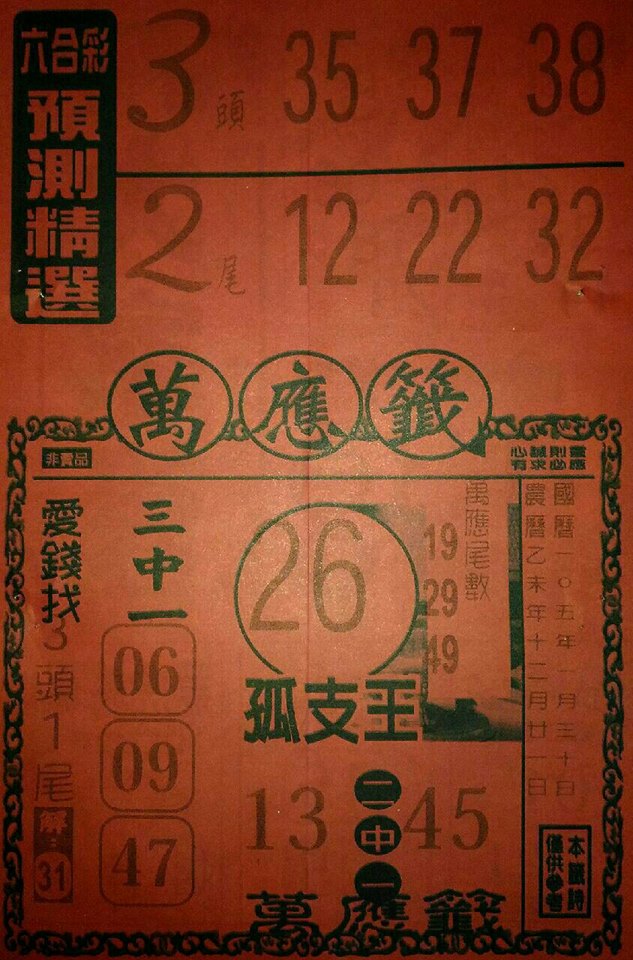 六合彩
預測精選
3頭 35 37 38
2尾 12 22 32
萬應籤
非賣品
心誠則靈
有求必應
國曆一〇五年一月三十日
農曆乙未年十二月廿一日
萬應尾數
19
29
49
26
孤支王
三中一
06
09
47
愛錢找
3頭1尾
解:31
13 二中一 45
本籤詩
僅供參考
萬應籤